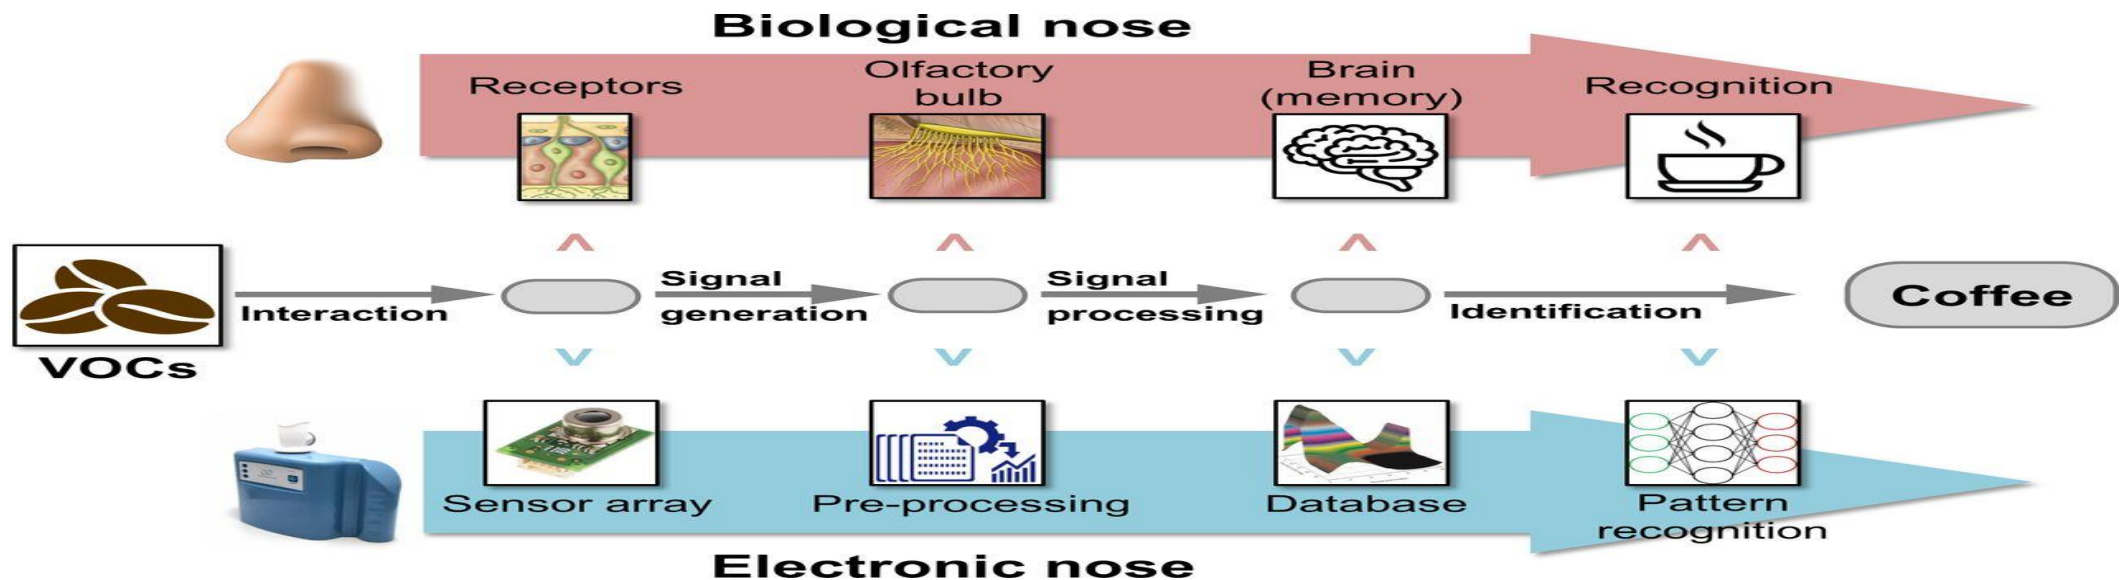 Biological nose
Receptors
Olfactory
bulb
Brain
(memory)
Recognition
VOCs
Interaction
Signal
generation
Signal
processing
Identification
Coffee
Sensor array
Pre-processing
Database
Pattern
recognition
Electronic nose